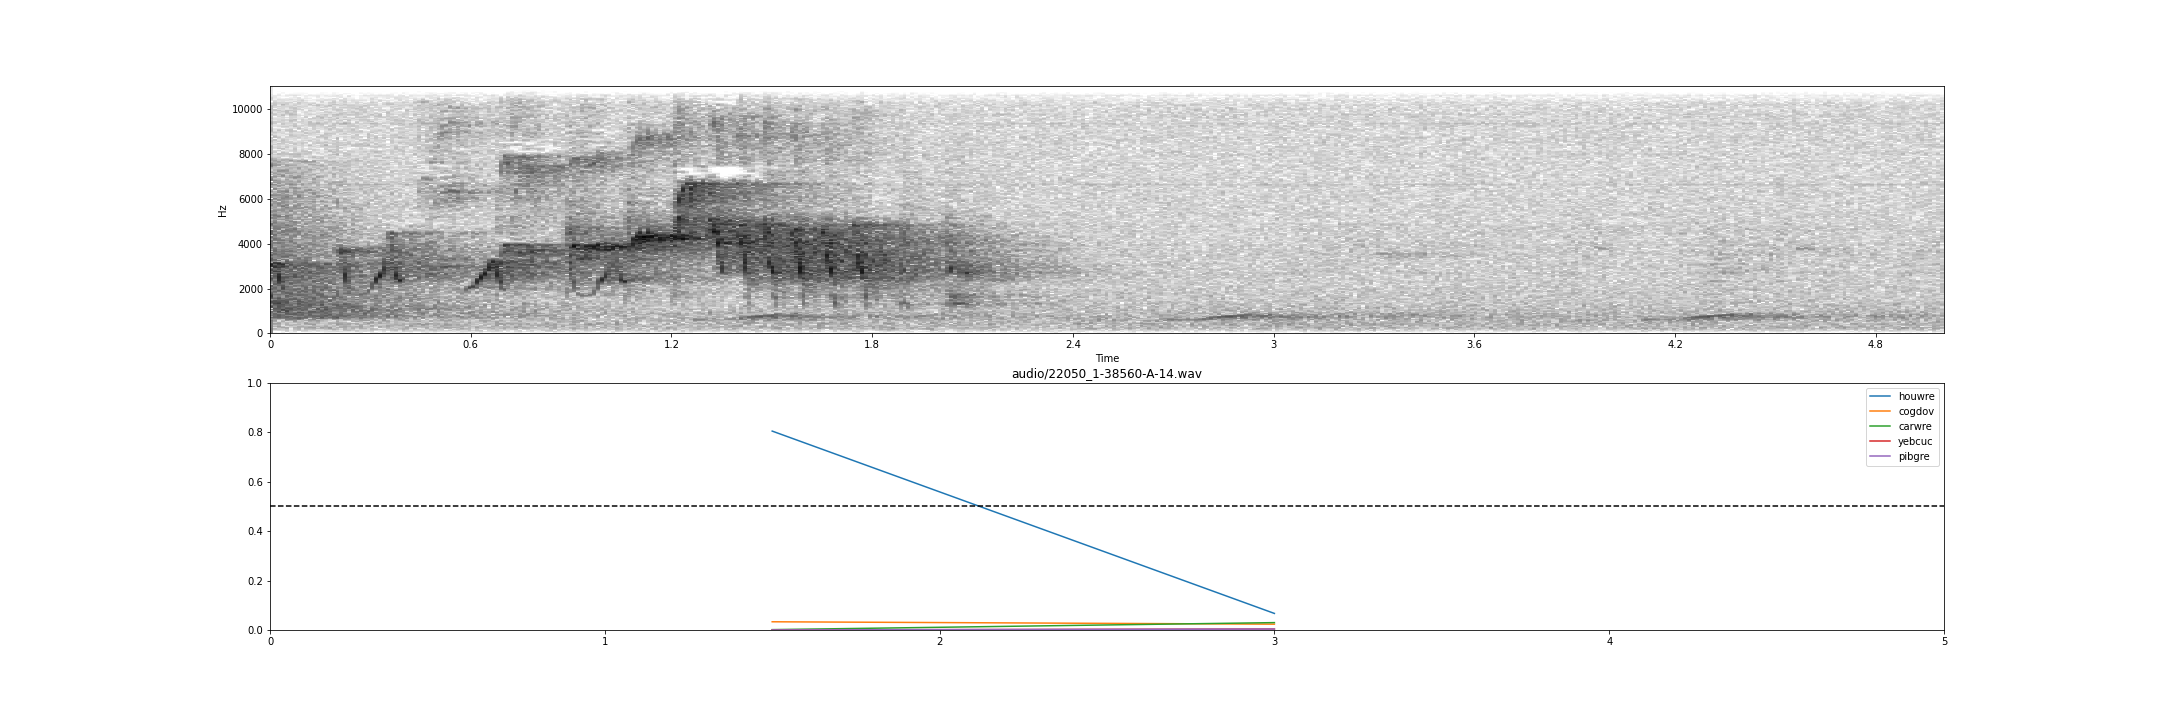 10000
8000
6000
4000
2000
0
Hz
0 0.6 1.2 1.8 2.4 3 3.6 4.2 4.8
Time
audio/22050_1-38560-A-14.wav
1.0
0.8
0.6
0.4
0.2
0.0
houwre
cogdov
carwre
yebcuc
pibgre
0 1 2 3 4 5